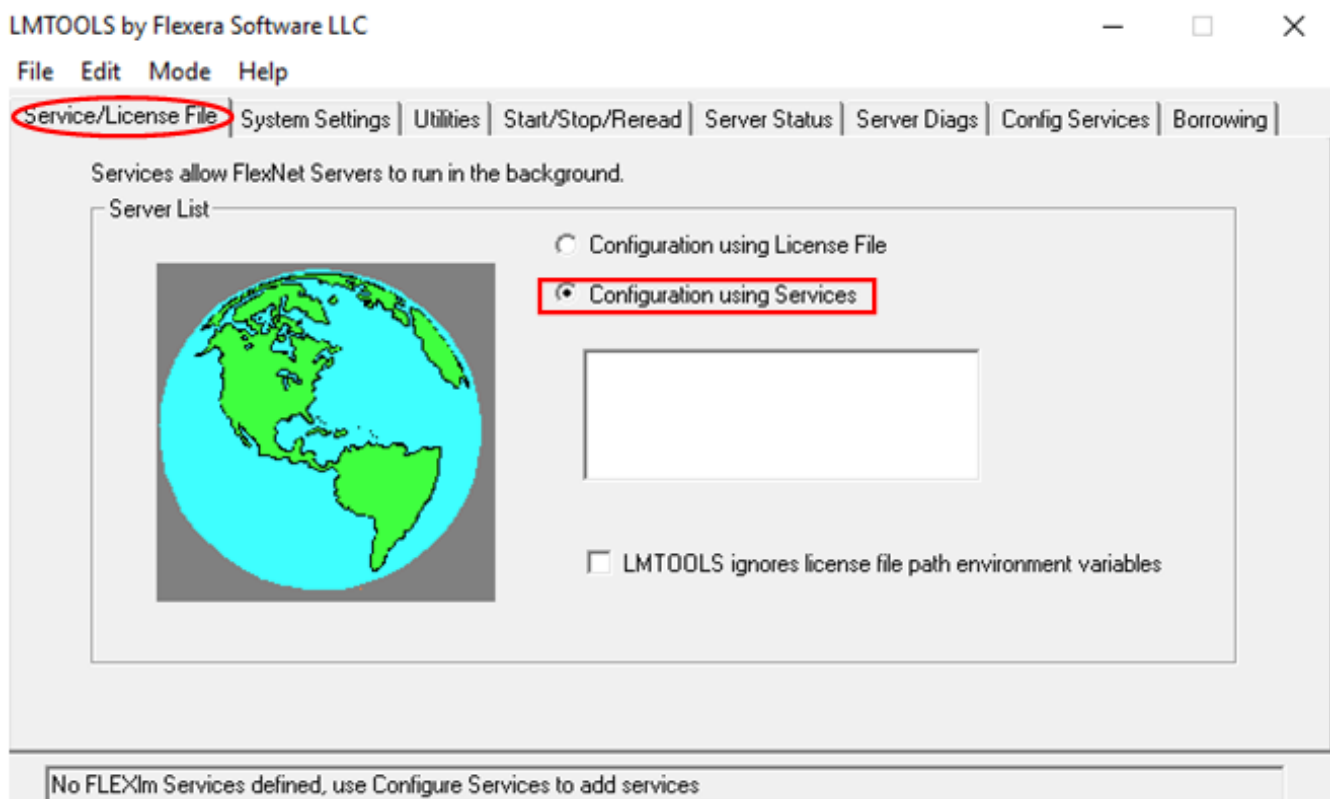 LMTOOLS by Flexera Software LLC
File Edit Mode Help
Service/License File System Settings Utilities Start/Stop/Reread Server Status Server Diags Config Services Borrowing
Services allow FlexNet Servers to run in the background.
Server List
Configuration using License File
Configuration using Services
LMTOOLS ignores license file path environment variables
No FLEXlm Services defined, use Configure Services to add services